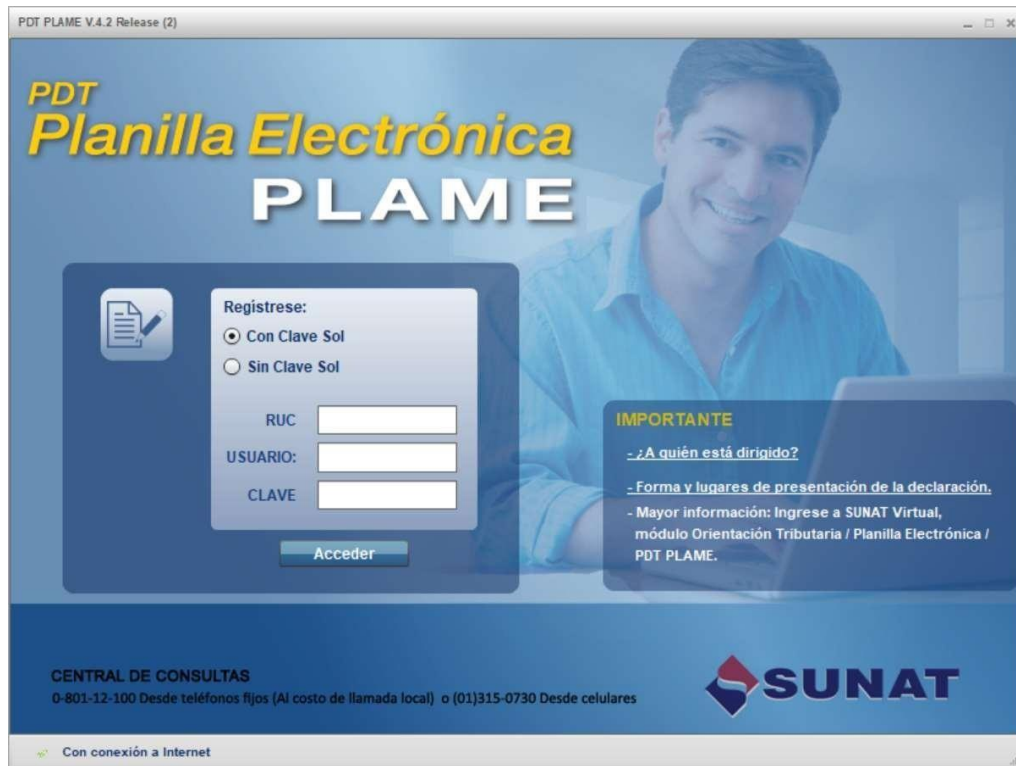 PDT PLAME V.4.2 Release (2)
PDT
Planilla Electrónica
PLAME
Registrese:
Con Clave Sol
Sin Clave Sol
RUC
USUARIO:
CLAVE
Acceder
IMPORTANTE
- ¿A quién está dirigido?
- Forma y lugares de presentación de la declaración.
- Mayor información: Ingrese a SUNAT Virtual,
módulo Orientación Tributaria / Planilla Electrónica /
PDT PLAME.
CENTRAL DE CONSULTAS
0-801-12-100 Desde teléfonos fijos (Al costo de llamada local) o (01)315-0730 Desde celulares
SUNAT
Con conexión a Internet